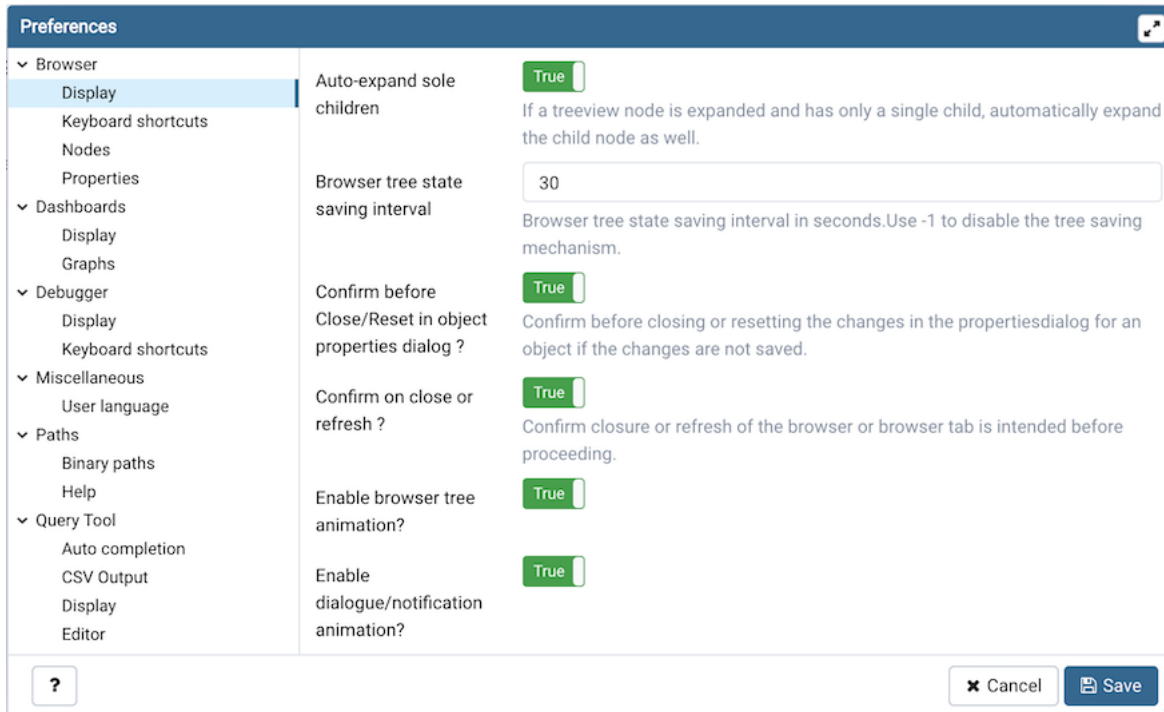 Preferences
Browser
Display
Keyboard shortcuts
Nodes
Properties
Dashboards
Display
Graphs
Debugger
Display
Keyboard shortcuts
Miscellaneous
User language
Paths
Binary paths
Help
Query Tool
Auto completion
CSV Output
Display
Editor
Auto-expand sole
children
True
If a treeview node is expanded and has only a single child, automatically expand
the child node as well.
Browser tree state
saving interval
30
Browser tree state saving interval in seconds.Use -1 to disable the tree saving
mechanism.
Confirm before
Close/Reset in object
properties dialog ?
True
Confirm before closing or resetting the changes in the propertiesdialog for an
object if the changes are not saved.
Confirm on close or
refresh ?
True
Confirm closure or refresh of the browser or browser tab is intended before
proceeding.
Enable browser tree
animation?
True
Enable
dialogue/notification
animation?
True
?
Cancel
Save